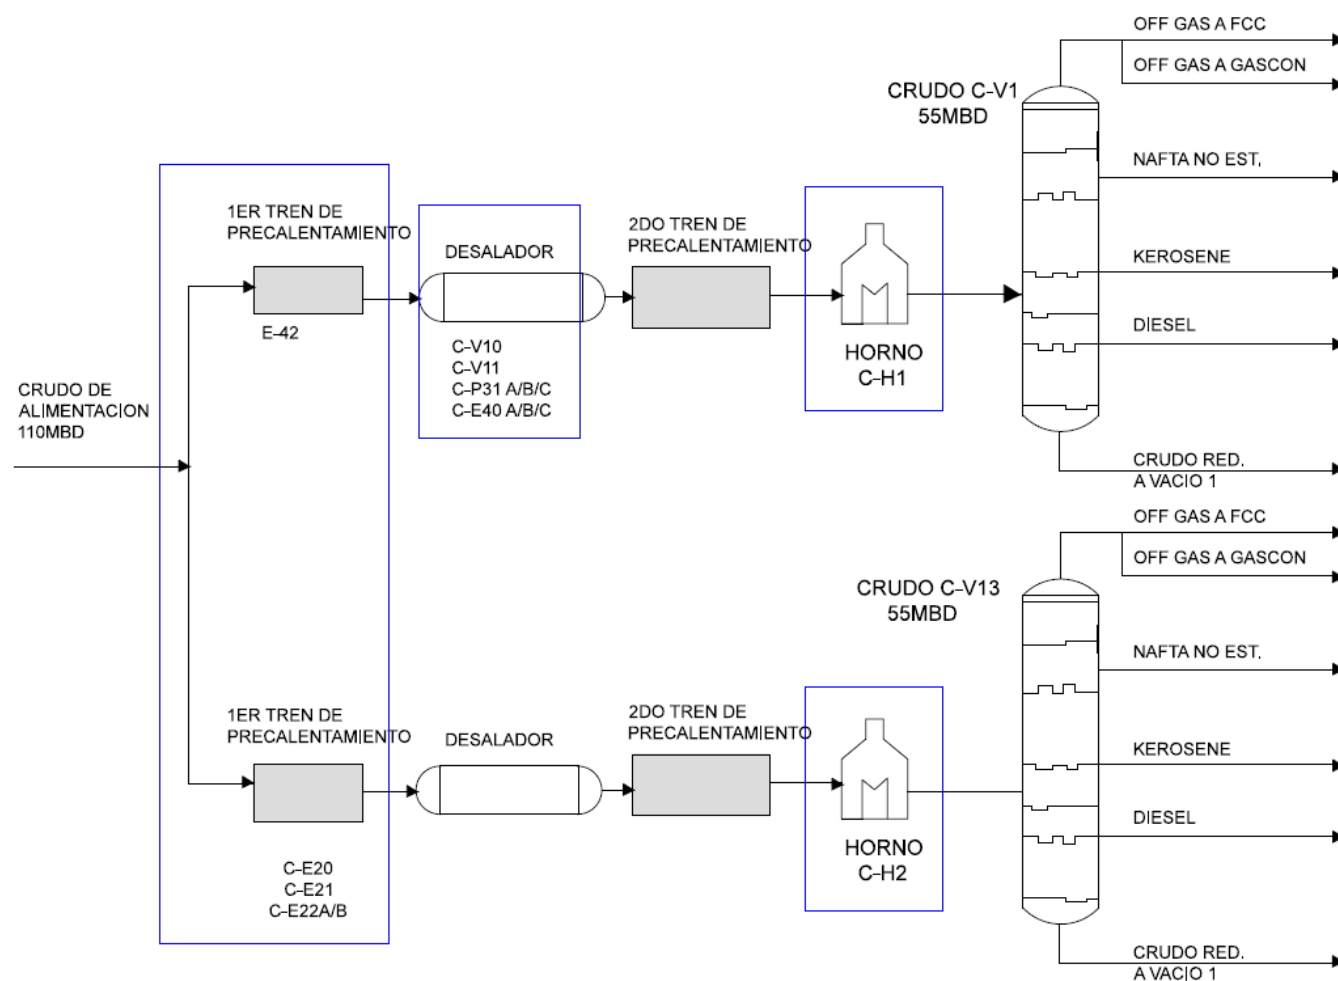 OFF GAS A FCC
OFF GAS A GASCON
CRUDO C-V1
55MBD
NAFTA NO EST.
1ER TREN DE
PRECALENTAMIENTO
2DO TREN DE
PRECALENTAMIENTO
DESALADOR
KEROSENE
DIESEL
E-42
C-V10
C-V11
C-P31 A/B/C
C-E40 A/B/C
HORNO
C-H1
CRUDO DE
ALIMENTACION
110MBD
CRUDO RED.
A VACIO 1
OFF GAS A FCC
OFF GAS A GASCON
CRUDO C-V13
55MBD
NAFTA NO EST.
1ER TREN DE
PRECALENTAMIENTO
DESALADOR
2DO TREN DE
PRECALENTAMIENTO
KEROSENE
DIESEL
HORNO
C-H2
C-E20
C-E21
C-E22A/B
CRUDO RED.
A VACIO 1